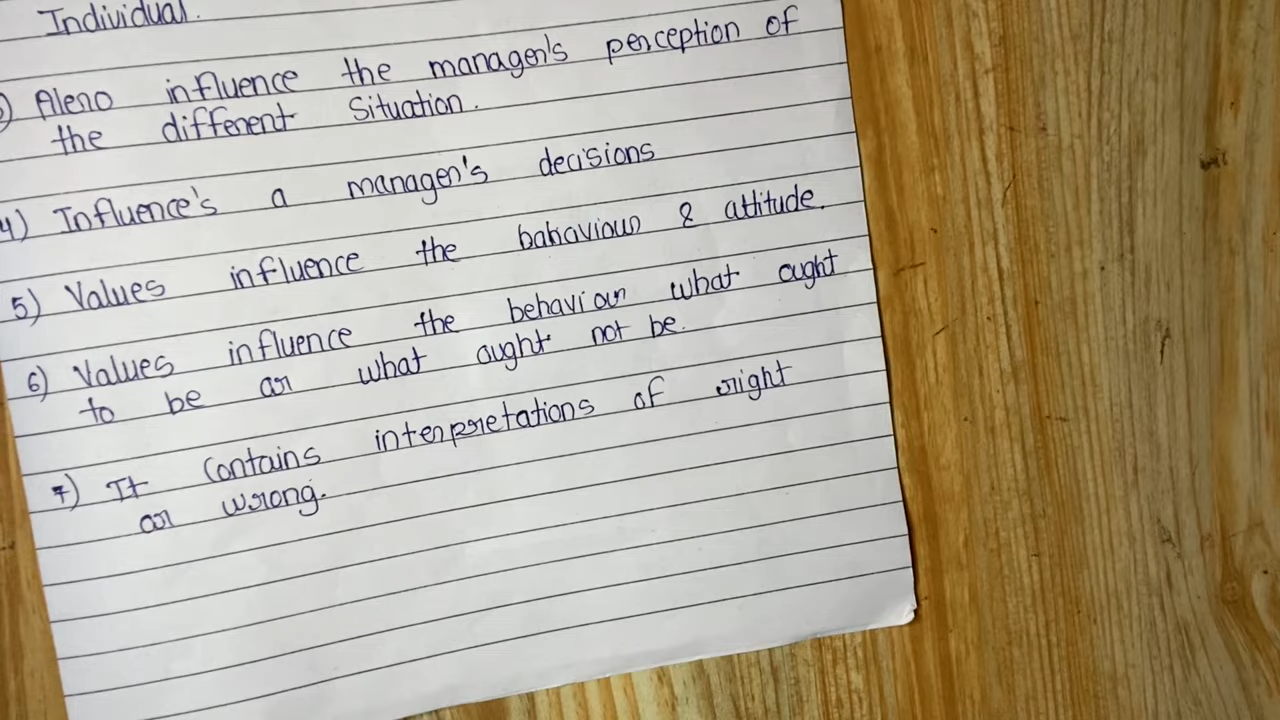 Individual.
) Aleno influence the manager's perception of
the different Situation.
4) Influence's a manager's decisions
5) Values influence the bahaviour & attitude.
6) Values influence the behaviour what ought
to be or what ought not be.
7) It Contains interpretations of right
or wrong.